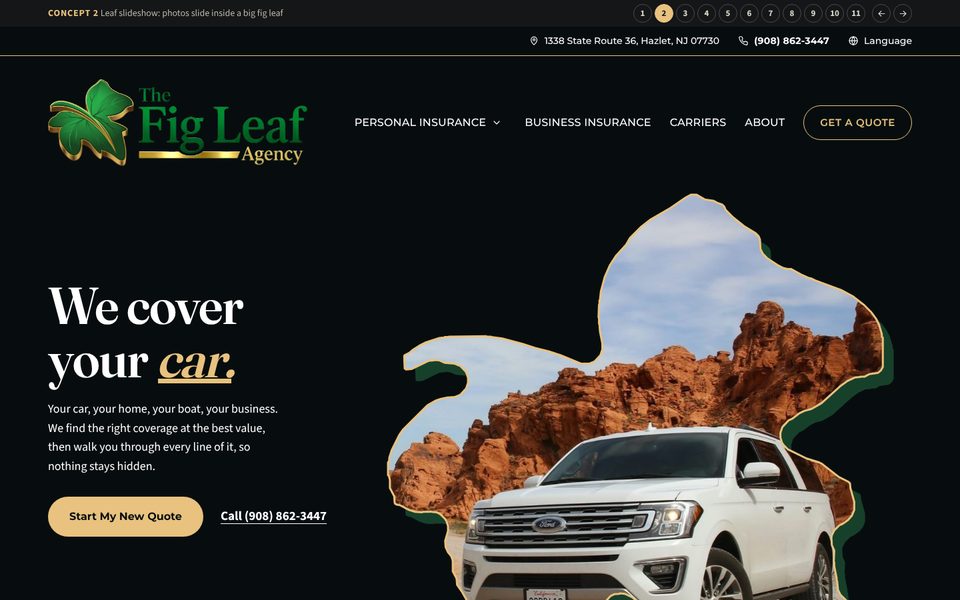 CONCEPT 2 Leaf slideshow: photos slide inside a big fig leaf
1 2 3 4 5 6 7 8 9 10 11 ← →
1338 State Route 36, Hazlet, NJ 07730 (908) 862-3447 Language
The
Fig Leaf
Agency
PERSONAL INSURANCE BUSINESS INSURANCE CARRIERS ABOUT GET A QUOTE
We cover
your car.
Your car, your home, your boat, your business.
We find the right coverage at the best value,
then walk you through every line of it, so
nothing stays hidden.
Start My New Quote Call (908) 862-3447
Ford
California